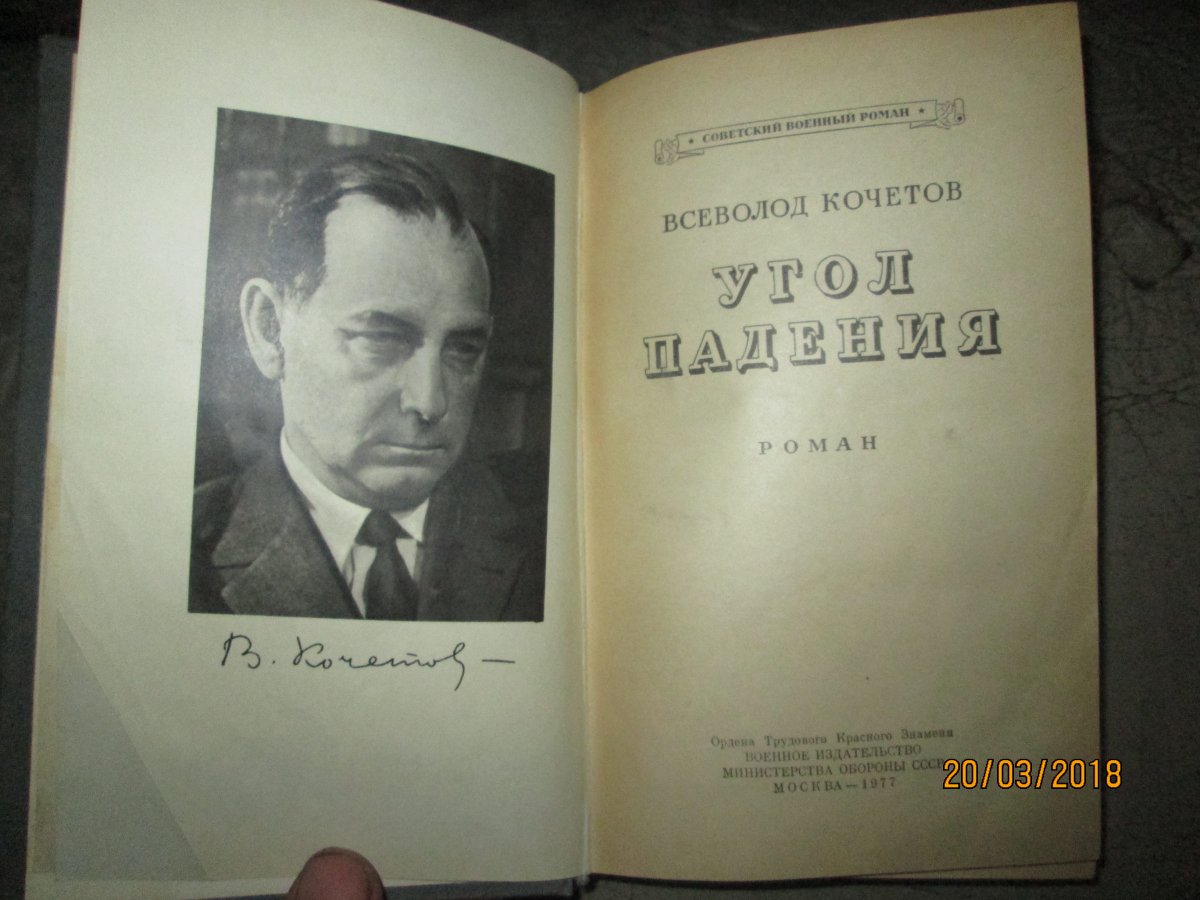 В. Кочетов
★ СОВЕТСКИЙ ВОЕННЫЙ РОМАН ★
ВСЕВОЛОД КОЧЕТОВ
УГОЛ
ПАДЕНИЯ
РОМАН
Ордена Трудового Красного Знамени
ВОЕННОЕ ИЗДАТЕЛЬСТВО
МИНИСТЕРСТВА ОБОРОНЫ СССР
МОСКВА — 1977
20/03/2018